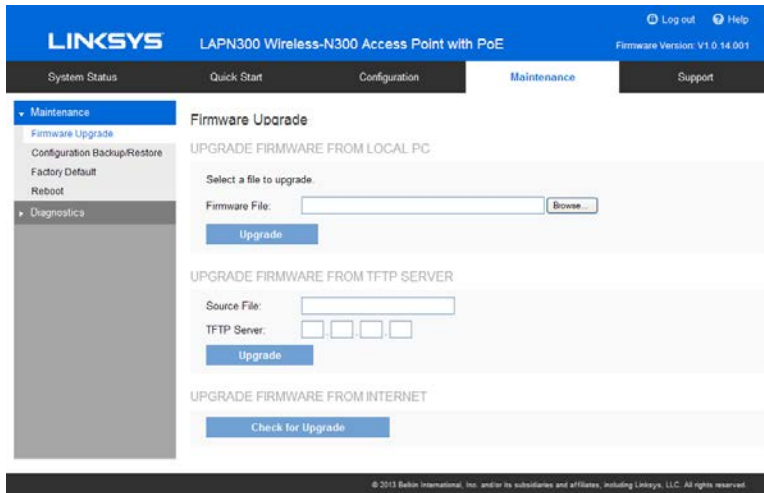 Log out Help
LINKSYS LAPN300 Wireless-N300 Access Point with PoE Firmware Version: V1.0.14.001
System Status Quick Start Configuration Maintenance Support
Maintenance
Firmware Upgrade
Configuration Backup/Restore
Factory Default
Reboot
Diagnostics
Firmware Upgrade
UPGRADE FIRMWARE FROM LOCAL PC
Select a file to upgrade.
Firmware File: Browse...
Upgrade
UPGRADE FIRMWARE FROM TFTP SERVER
Source File:
TFTP Server: . . .
Upgrade
UPGRADE FIRMWARE FROM INTERNET
Check for Upgrade
© 2013 Belkin International, Inc. and/or its subsidiaries and affiliates, including Linksys, LLC. All rights reserved.